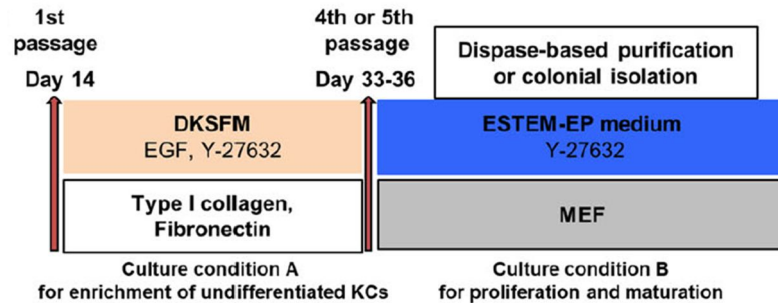 1st
passage
Day 14
4th or 5th
passage
Day 33-36
Dispase-based purification
or colonial isolation
DKSFM
EGF, Y-27632
ESTEM-EP medium
Y-27632
Type I collagen,
Fibronectin
MEF
Culture condition A
for enrichment of undifferentiated KCs
Culture condition B
for proliferation and maturation